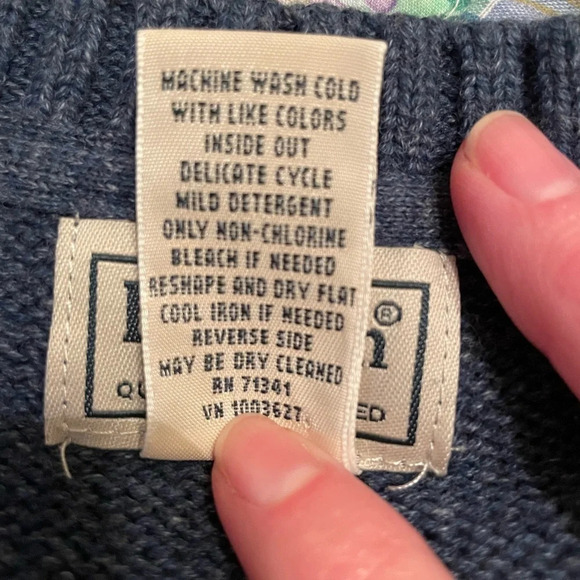 MACHINE WASH COLD
WITH LIKE COLORS
INSIDE OUT
DELICATE CYCLE
MILD DETERGENT
ONLY NON-CHLORINE
BLEACH IF NEEDED
RESHAPE AND DRY FLAT
COOL IRON IF NEEDED
REVERSE SIDE
MAY BE DRY CLEANED
RN 71341
VN 1003627
®